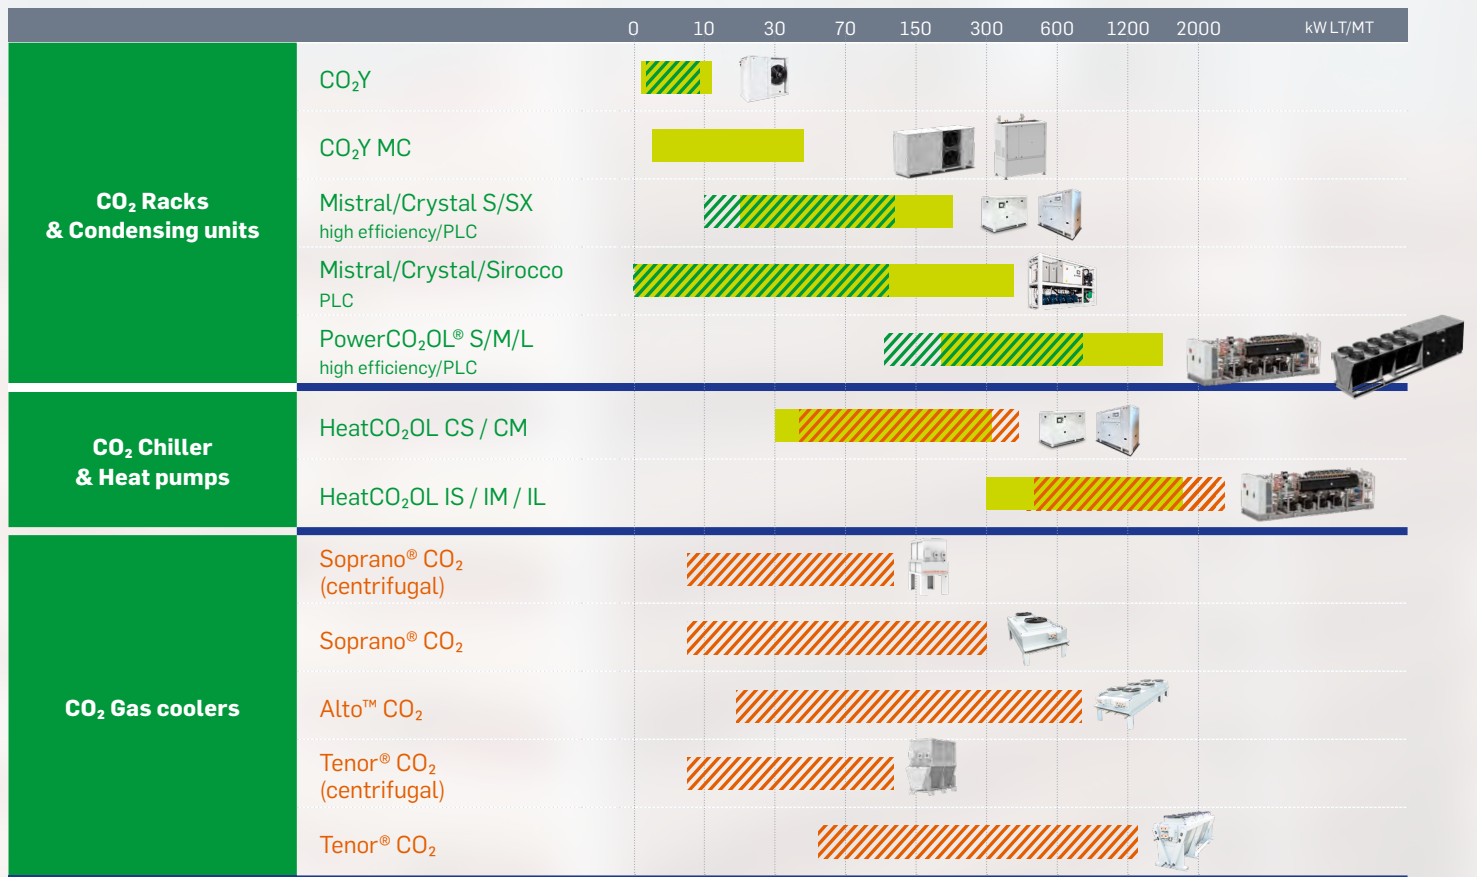 0 10 30 70 150 300 600 1200 2000 kW LT/MT
CO₂ Racks
& Condensing units
CO₂Y
CO₂Y MC
Mistral/Crystal S/SX
high efficiency/PLC
Mistral/Crystal/Sirocco
PLC
PowerCO₂OL® S/M/L
high efficiency/PLC
CO₂ Chiller
& Heat pumps
HeatCO₂OL CS / CM
HeatCO₂OL IS / IM / IL
CO₂ Gas coolers
Soprano® CO₂
(centrifugal)
Soprano® CO₂
Alto™ CO₂
Tenor® CO₂
(centrifugal)
Tenor® CO₂